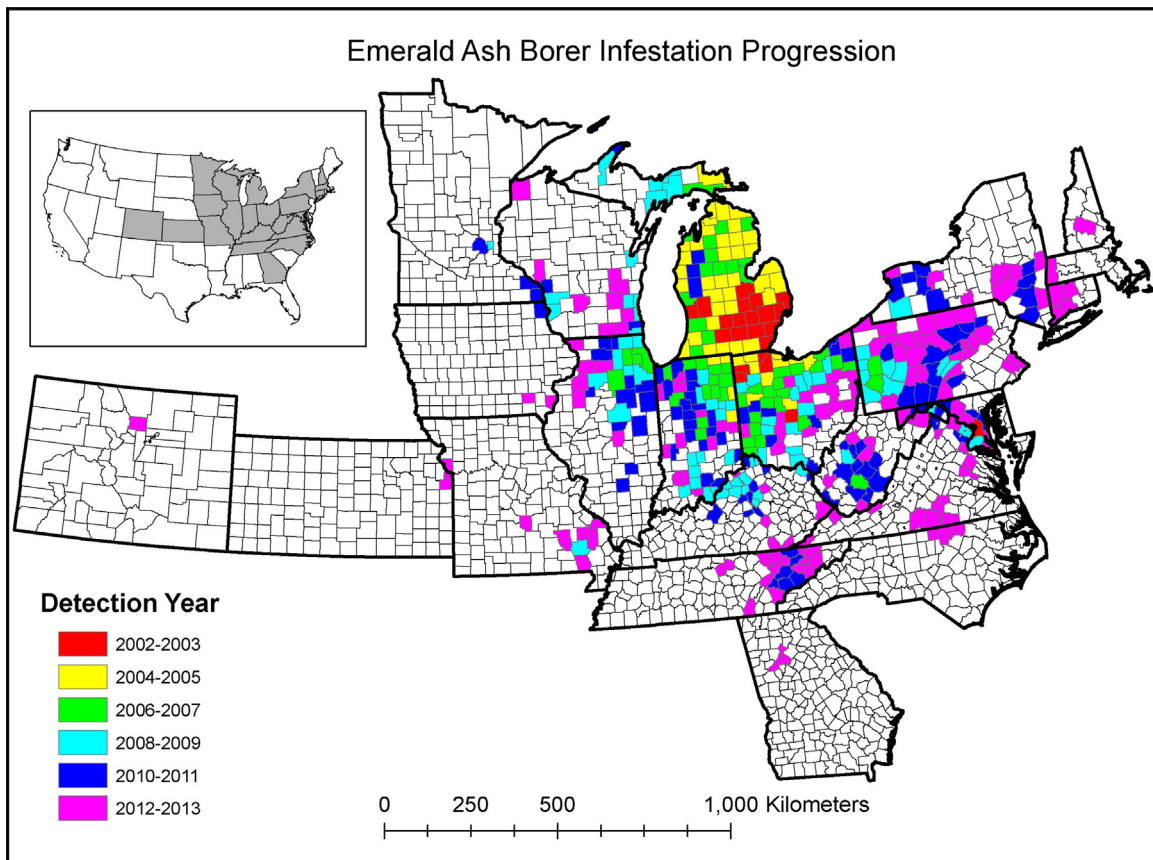 Emerald Ash Borer Infestation Progression
Detection Year
2002-2003
2004-2005
2006-2007
2008-2009
2010-2011
2012-2013
0 250 500 1,000 Kilometers